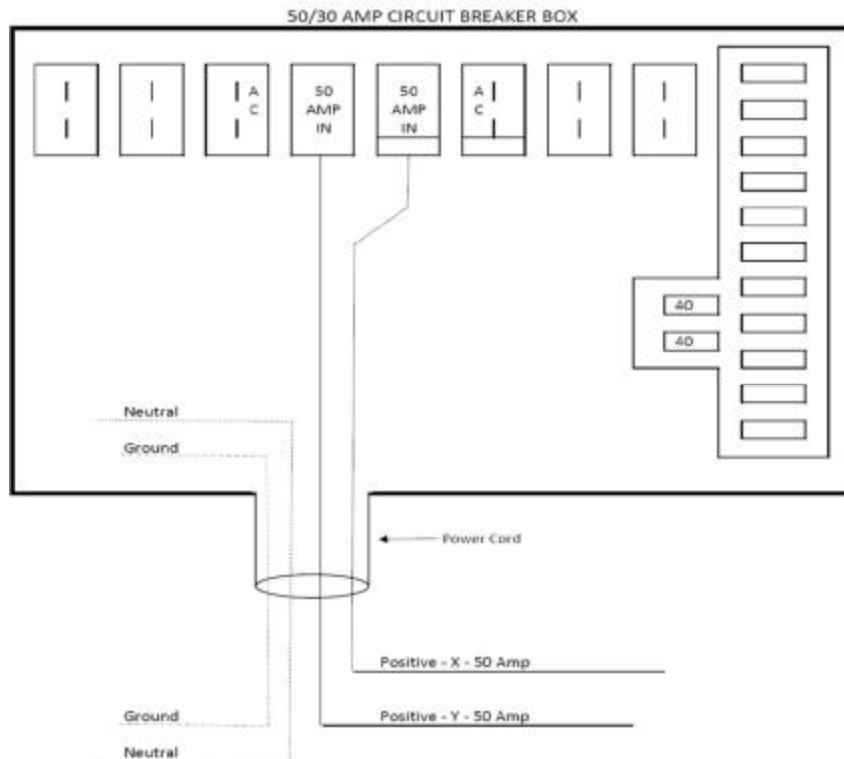 50/30 AMP CIRCUIT BREAKER BOX
A
C
50
AMP
IN
50
AMP
IN
A
C
40
40
Neutral
Ground
Power Cord
Positive - X - 50 Amp
Ground
Positive - Y - 50 Amp
Neutral